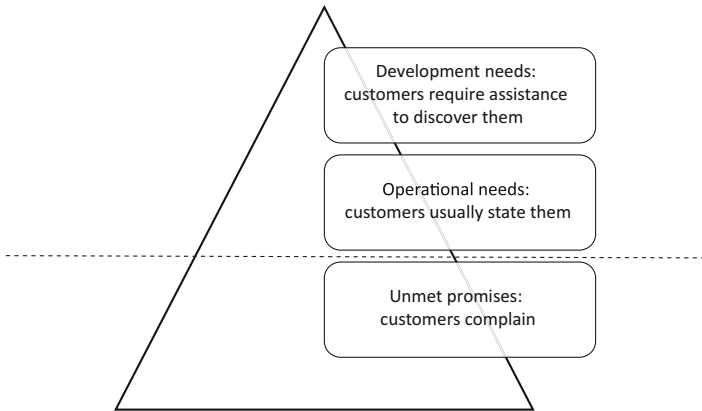 Development needs:
customers require assistance
to discover them
Operational needs:
customers usually state them
Unmet promises:
customers complain